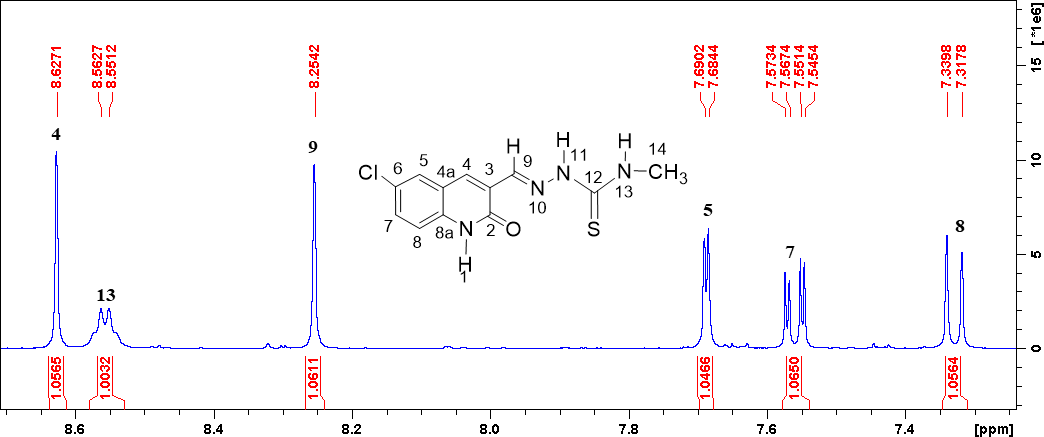 8.6271
8.5627
8.5512
8.2542
7.6902
7.6844
7.5734
7.5674
7.5514
7.5454
7.3398
7.3178
[ *1e6]
15
10
5
0
4
13
9
5
7
8
H
9
H
11
H
14
Cl
6
5
4a
4
3
N
10
N
H
12
N
13
CH3
S
7
8
8a
N
2
O
H
1
1.0565
1.0032
1.0611
1.0466
1.0650
1.0564
8.6
8.4
8.2
8.0
7.8
7.6
7.4
[ppm]